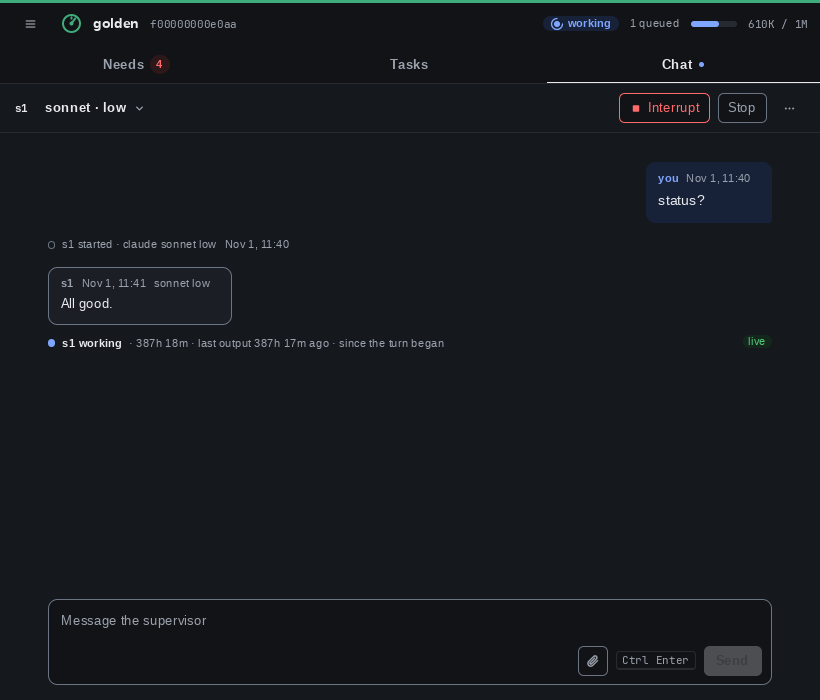 golden f00000000e0aa working 1 queued 610K / 1M
Needs 4 Tasks Chat
s1 sonnet · low Interrupt Stop
you Nov 1, 11:40
status?
s1 started · claude sonnet low Nov 1, 11:40
s1 Nov 1, 11:41 sonnet low
All good.
s1 working · 387h 18m · last output 387h 17m ago · since the turn began live
Message the supervisor
Ctrl Enter Send